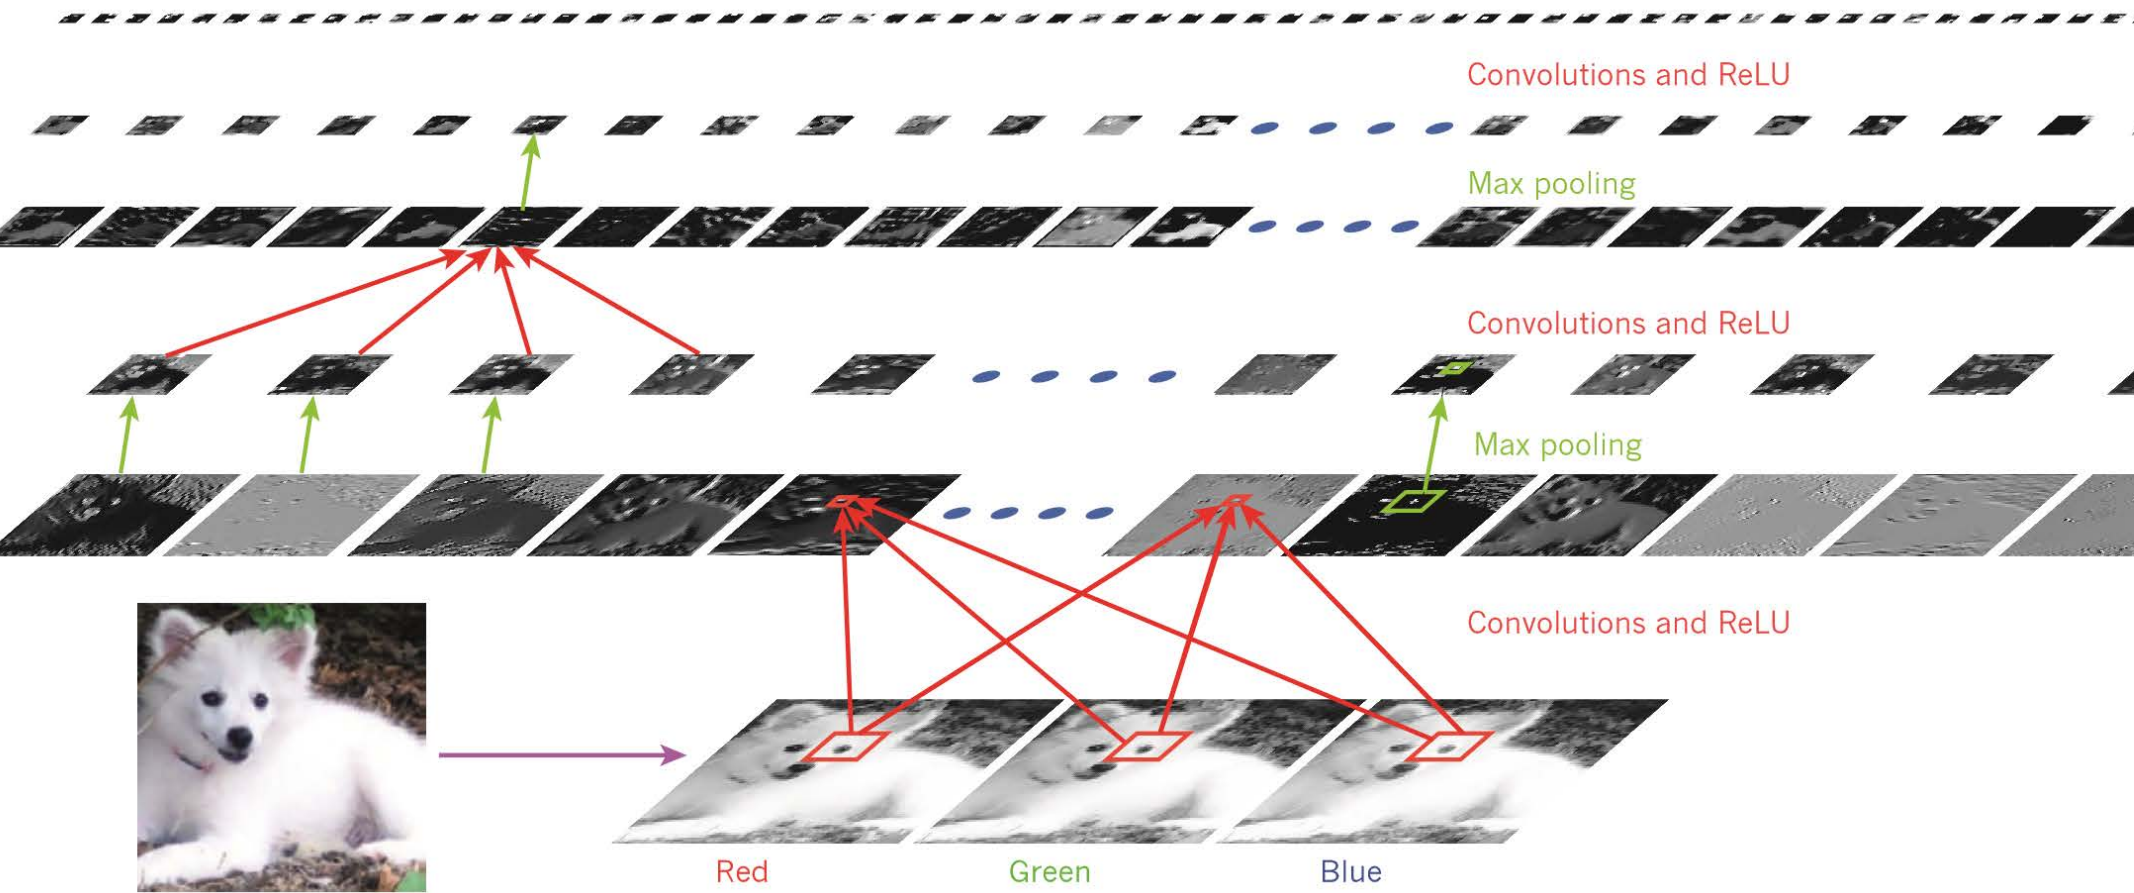 Convolutions and ReLU
Max pooling
Convolutions and ReLU
Max pooling
Convolutions and ReLU
Red
Green
Blue